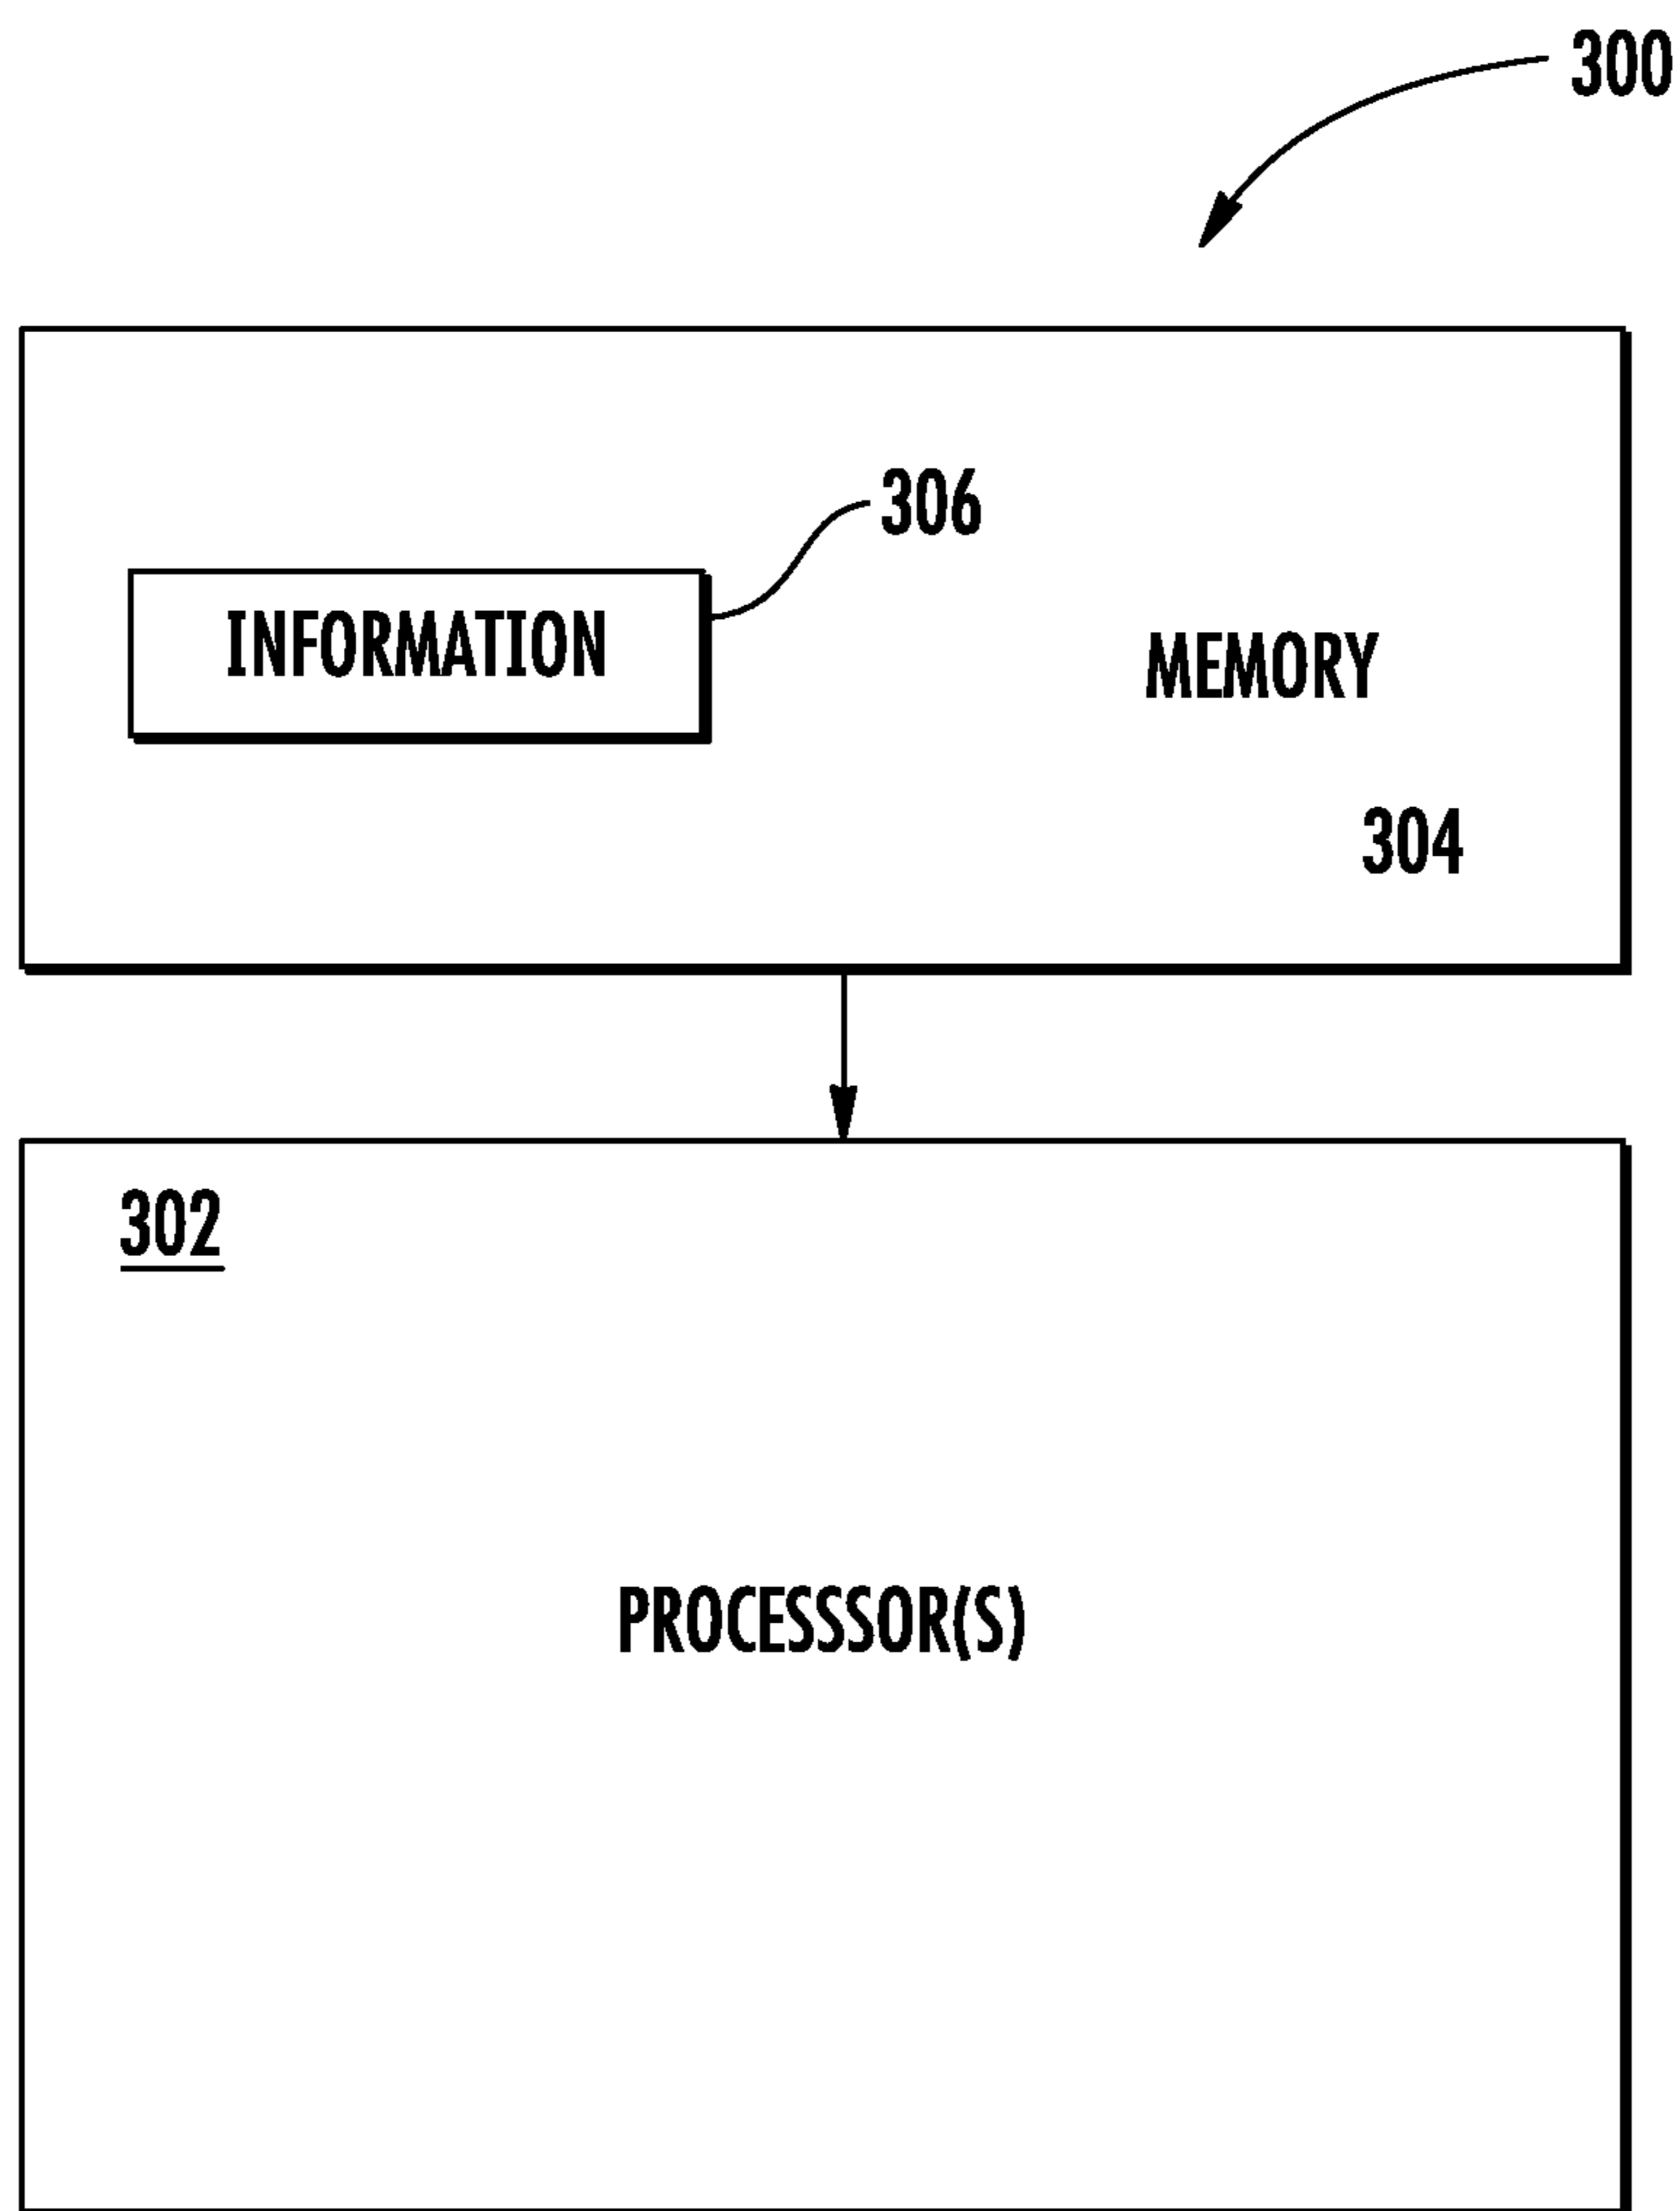 300
306
INFORMATION
MEMORY
304
302
PROCESSSOR(S)